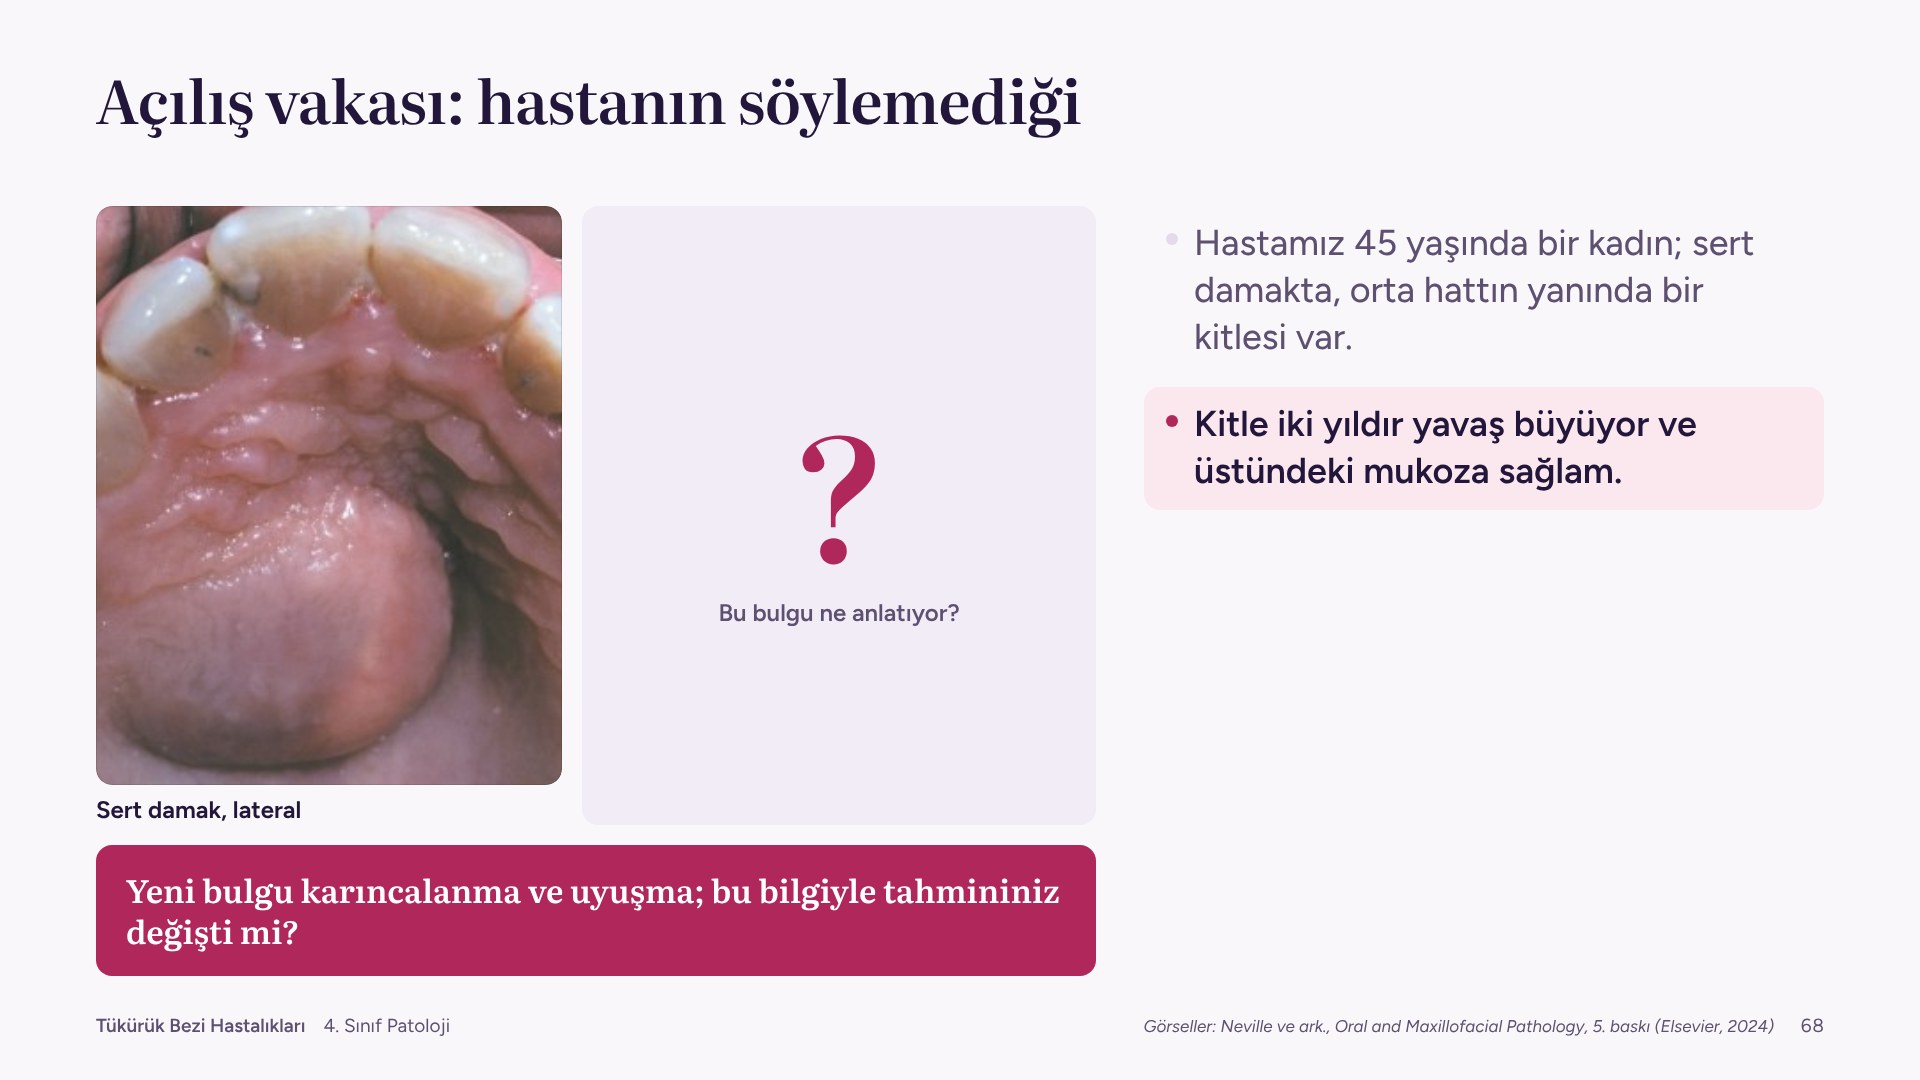 Açılış vakası: hastanın söylemediği
Sert damak, lateral
?
Bu bulgu ne anlatıyor?
Yeni bulgu karıncalanma ve uyuşma; bu bilgiyle tahmininiz
değişti mi?
Hastamız 45 yaşında bir kadın; sert
damakta, orta hattın yanında bir
kitlesi var.
Kitle iki yıldır yavaş büyüyor ve
üstündeki mukoza sağlam.
Tükürük Bezi Hastalıkları 4. Sınıf Patoloji
Görseller: Neville ve ark., Oral and Maxillofacial Pathology, 5. baskı (Elsevier, 2024) 68